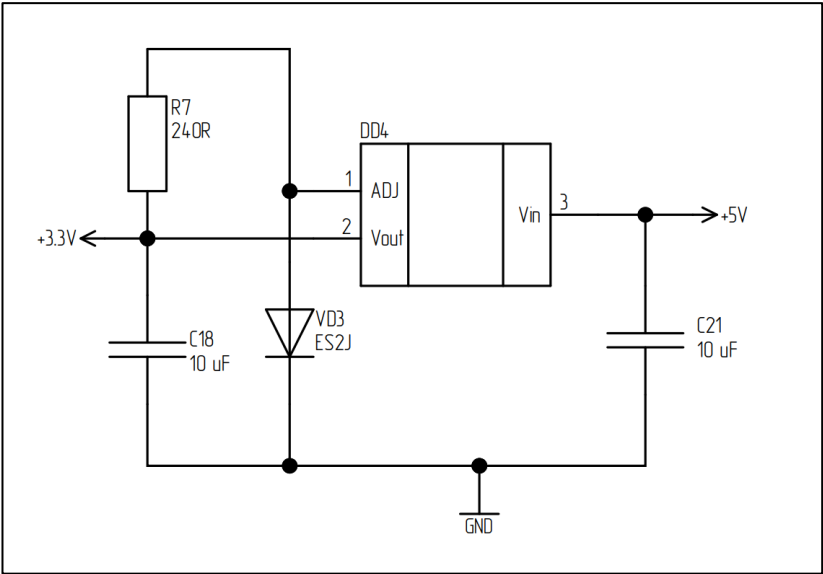 R7
240R
DD4
1
ADJ
2
Vout
Vin
3
+3.3V
+5V
C18
10 uF
VD3
ES2J
C21
10 uF
GND